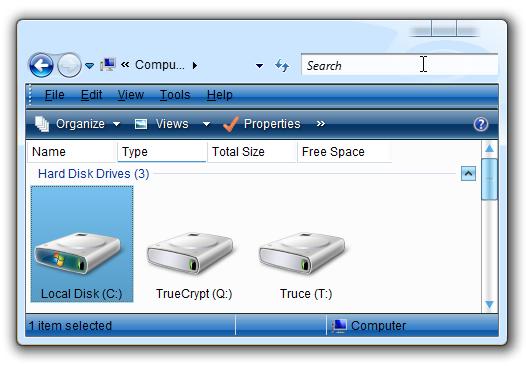 « Compu...
Search
File Edit View Tools Help
Organize Views Properties »
Name Type Total Size Free Space
Hard Disk Drives (3)
Local Disk (C:) TrueCrypt (Q:) Truce (T:)
1 item selected Computer